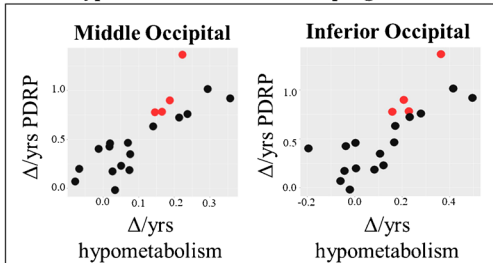 Middle Occipital
Δ/yrs PDRP
1.0
0.5
0.0
0.0
0.1
0.2
0.3
Δ/yrs
hypometabolism
Inferior Occipital
Δ/yrs PDRP
1.0
0.5
0.0
-0.2
0.0
0.2
0.4
Δ/yrs
hypometabolism